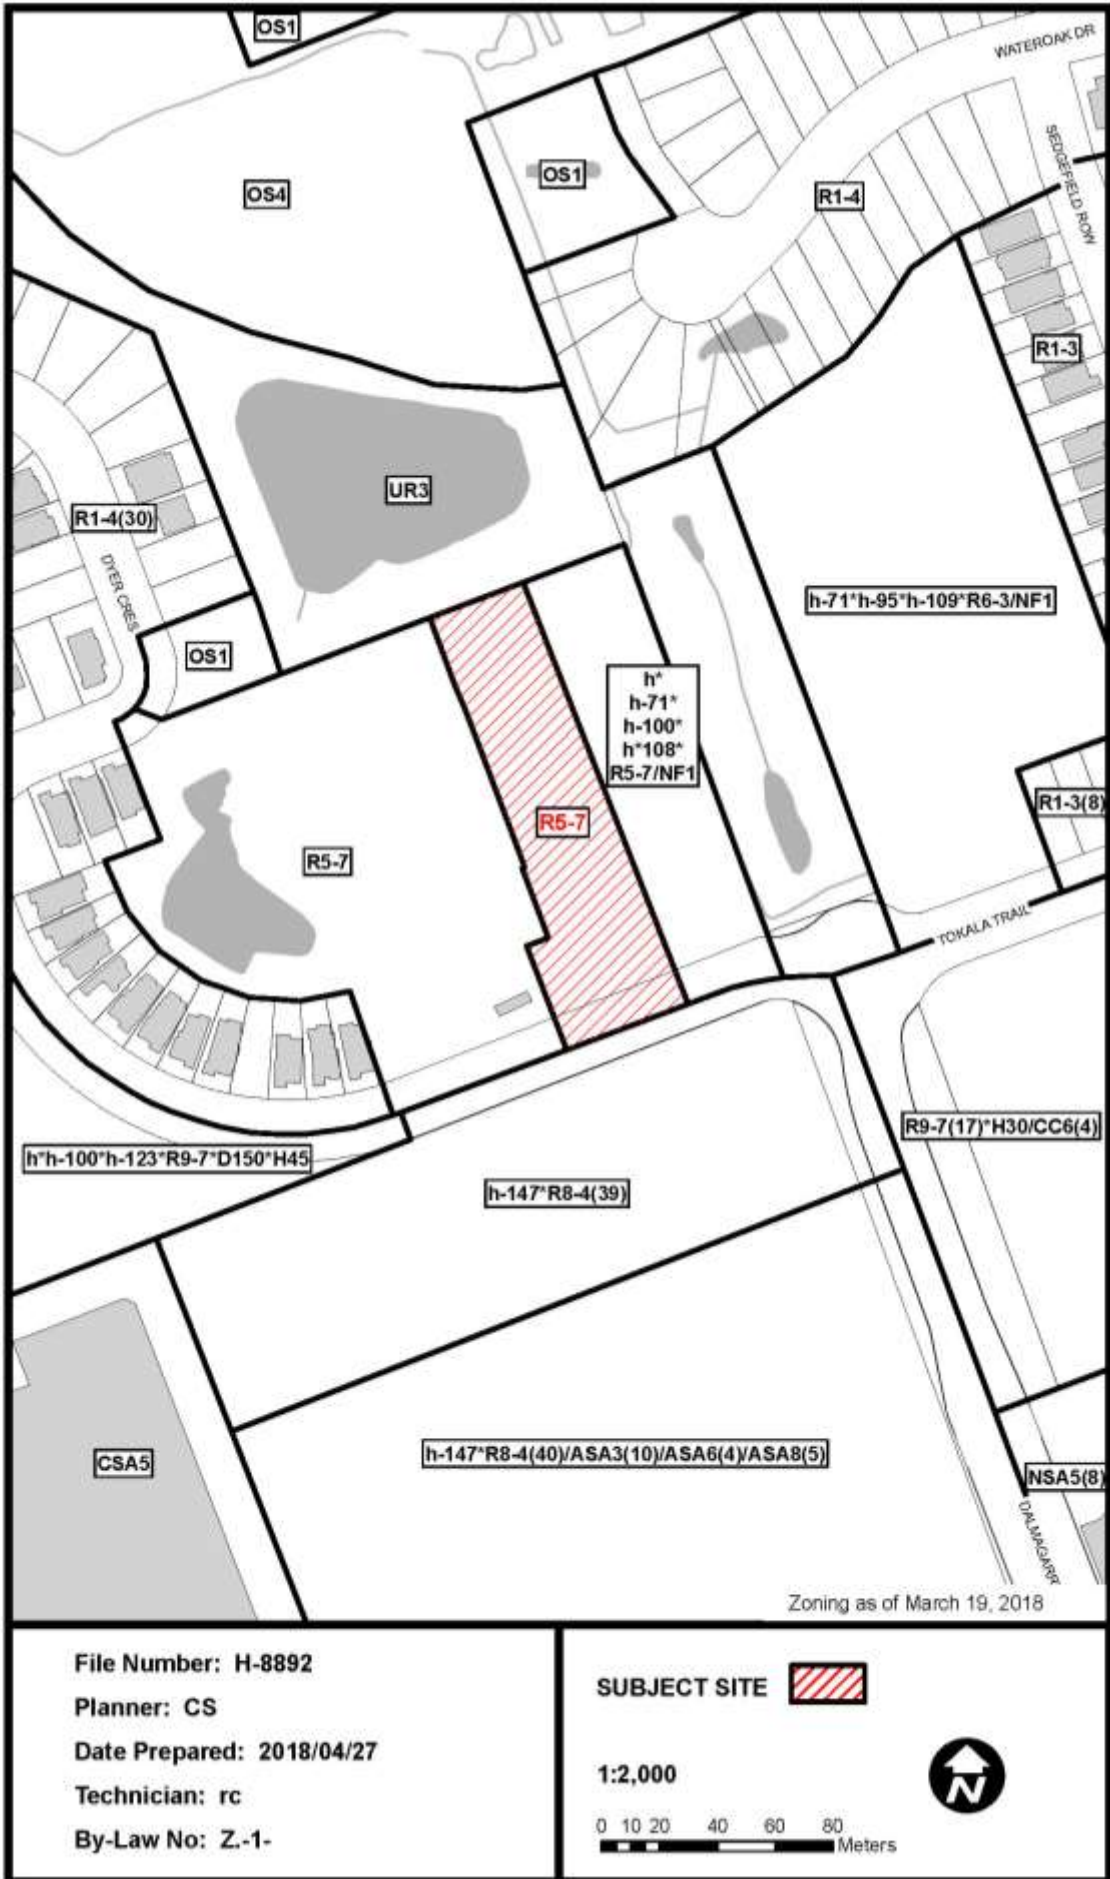 OS1
WATEROAK DR
SEDGEFIELD ROW
OS4
OS1
R1-4
R1-3
UR3
R1-4(30)
DYER CRES
h-71*h-95*h-109*R6-3/NF1
OS1
h*
h-71*
h-100*
h*108*
R5-7/NF1
R1-3(8)
R5-7
R5-7
TOKALA TRAIL
R9-7(17)*H30/CC6(4)
h*h-100*h-123*R9-7*D150*H45
h-147*R8-4(39)
CSA5
h-147*R8-4(40)/ASA3(10)/ASA6(4)/ASA8(5)
NSA5(8)
DALMAGARR
Zoning as of March 19, 2018
File Number: H-8892
Planner: CS
Date Prepared: 2018/04/27
Technician: rc
By-Law No: Z.-1-
SUBJECT SITE
1:2,000
0 10 20 40 60 80
Meters
N